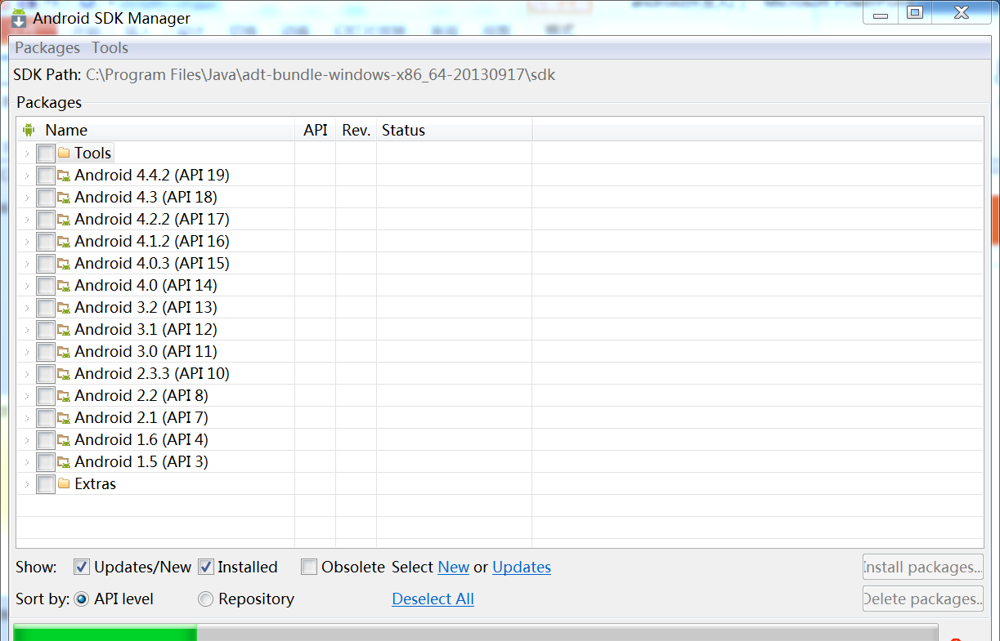 Android SDK Manager
Packages Tools
SDK Path: C:\Program Files\Java\adt-bundle-windows-x86_64-20130917\sdk
Packages
Name API Rev. Status
Tools
Android 4.4.2 (API 19)
Android 4.3 (API 18)
Android 4.2.2 (API 17)
Android 4.1.2 (API 16)
Android 4.0.3 (API 15)
Android 4.0 (API 14)
Android 3.2 (API 13)
Android 3.1 (API 12)
Android 3.0 (API 11)
Android 2.3.3 (API 10)
Android 2.2 (API 8)
Android 2.1 (API 7)
Android 1.6 (API 4)
Android 1.5 (API 3)
Extras
Show: Updates/New Installed Obsolete Select New or Updates Install packages...
Sort by: API level Repository Deselect All Delete packages..